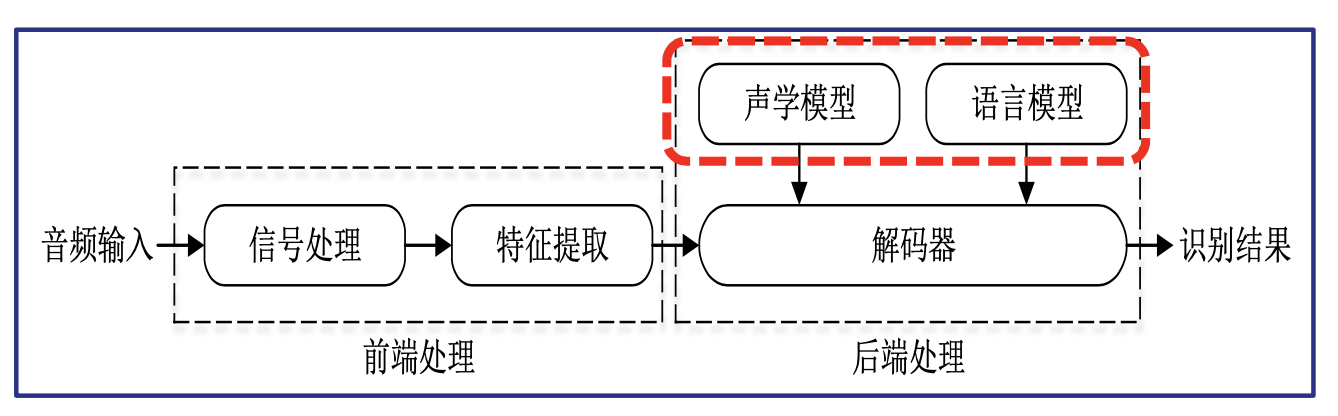 声学模型
语言模型
音频输入
信号处理
特征提取
解码器
识别结果
前端处理
后端处理